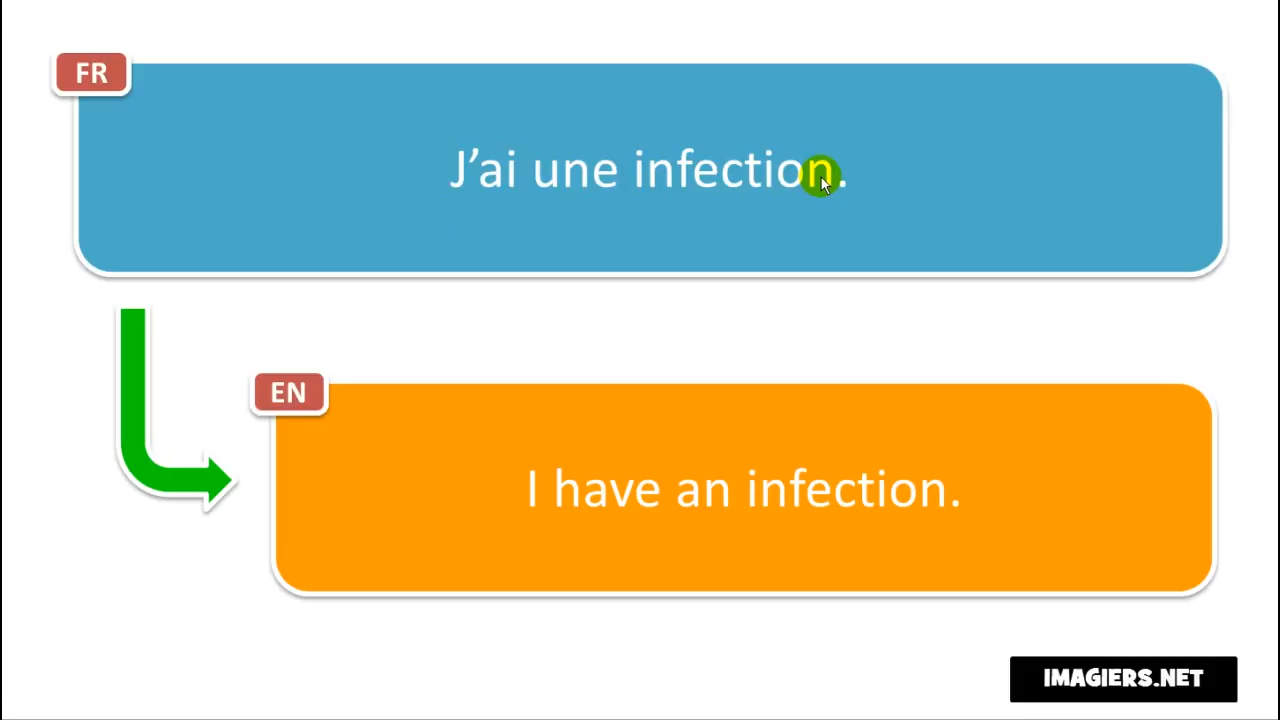 FR
J’ai une infection.
EN
I have an infection.
IMAGIERS.NET